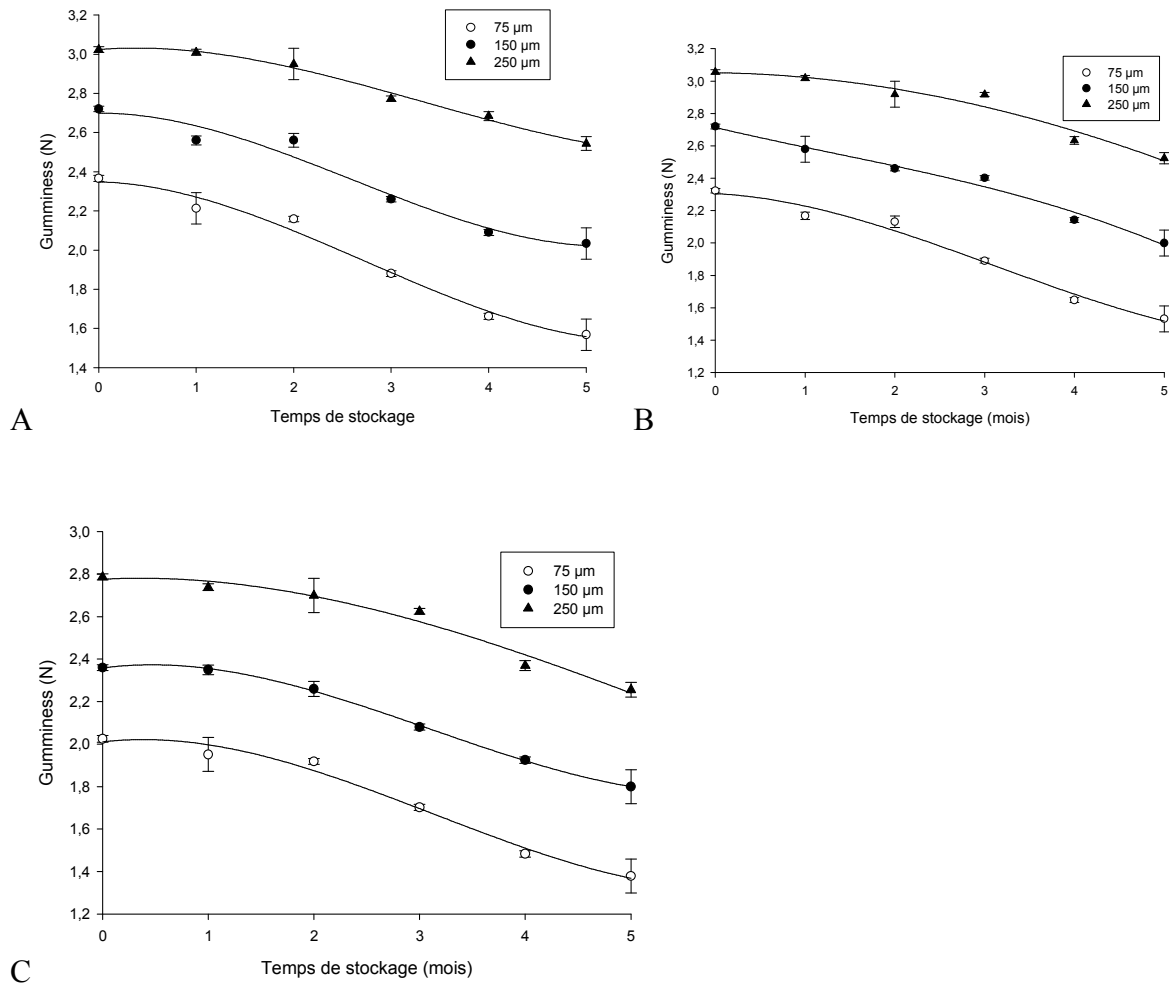 3,2
3,0
2,8
2,6
2,4
2,2
2,0
1,8
1,6
1,4
Gumminess (N)
0 1 2 3 4 5
Temps de stockage
75 µm
150 µm
250 µm
A
3,2
3,0
2,8
2,6
2,4
2,2
2,0
1,8
1,6
1,4
1,2
Gumminess (N)
0 1 2 3 4 5
Temps de stockage (mois)
75 µm
150 µm
250 µm
B
3,0
2,8
2,6
2,4
2,2
2,0
1,8
1,6
1,4
1,2
Gumminess (N)
0 1 2 3 4 5
Temps de stockage (mois)
75 µm
150 µm
250 µm
C